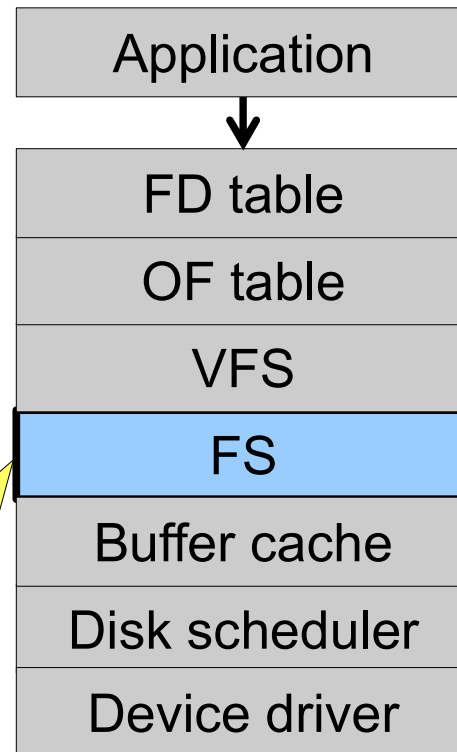 Application
FD table
OF table
VFS
FS
Buffer cache
Disk scheduler
Device driver